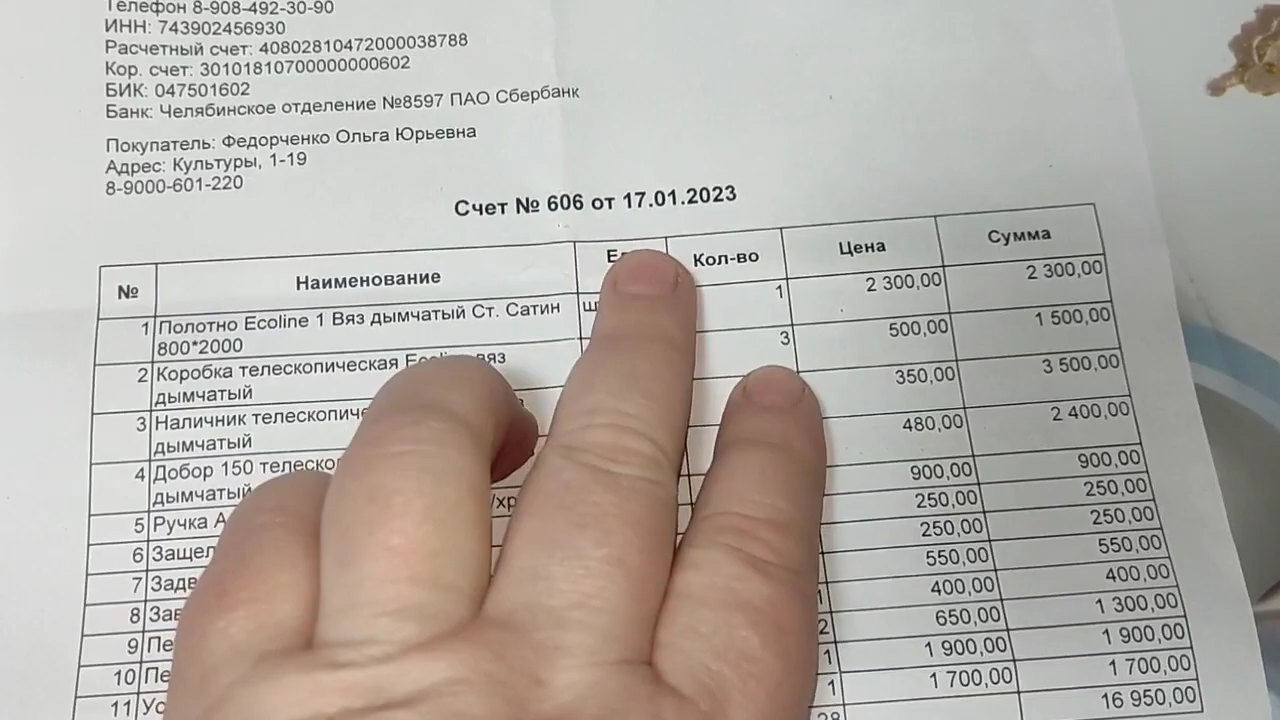 Телефон 8-908-492-30-90
ИНН: 743902456930
Расчетный счет: 40802810472000038788
Кор. счет: 30101810700000000602
БИК: 047501602
Банк: Челябинское отделение №8597 ПАО Сбербанк
Покупатель: Федорченко Ольга Юрьевна
Адрес: Культуры, 1-19
8-9000-601-220
Счет № 606 от 17.01.2023
№ Наименование Кол-во Цена Сумма
1 Полотно Ecoline 1 Вяз дымчатый Ст. Сатин 1 2 300,00 2 300,00
800*2000
2 Коробка телескопическая вяз 3 500,00 1 500,00
дымчатый
3 Наличник 350,00 3 500,00
дымчатый
4 Добор 150 480,00 2 400,00
дымчатый
5 Ручка 900,00 900,00
6 250,00 250,00
7 250,00 250,00
8 550,00 550,00
9 1 400,00 400,00
10 2 650,00 1 300,00
11 1 1 900,00 1 900,00
1 1 700,00 1 700,00
28 16 950,00